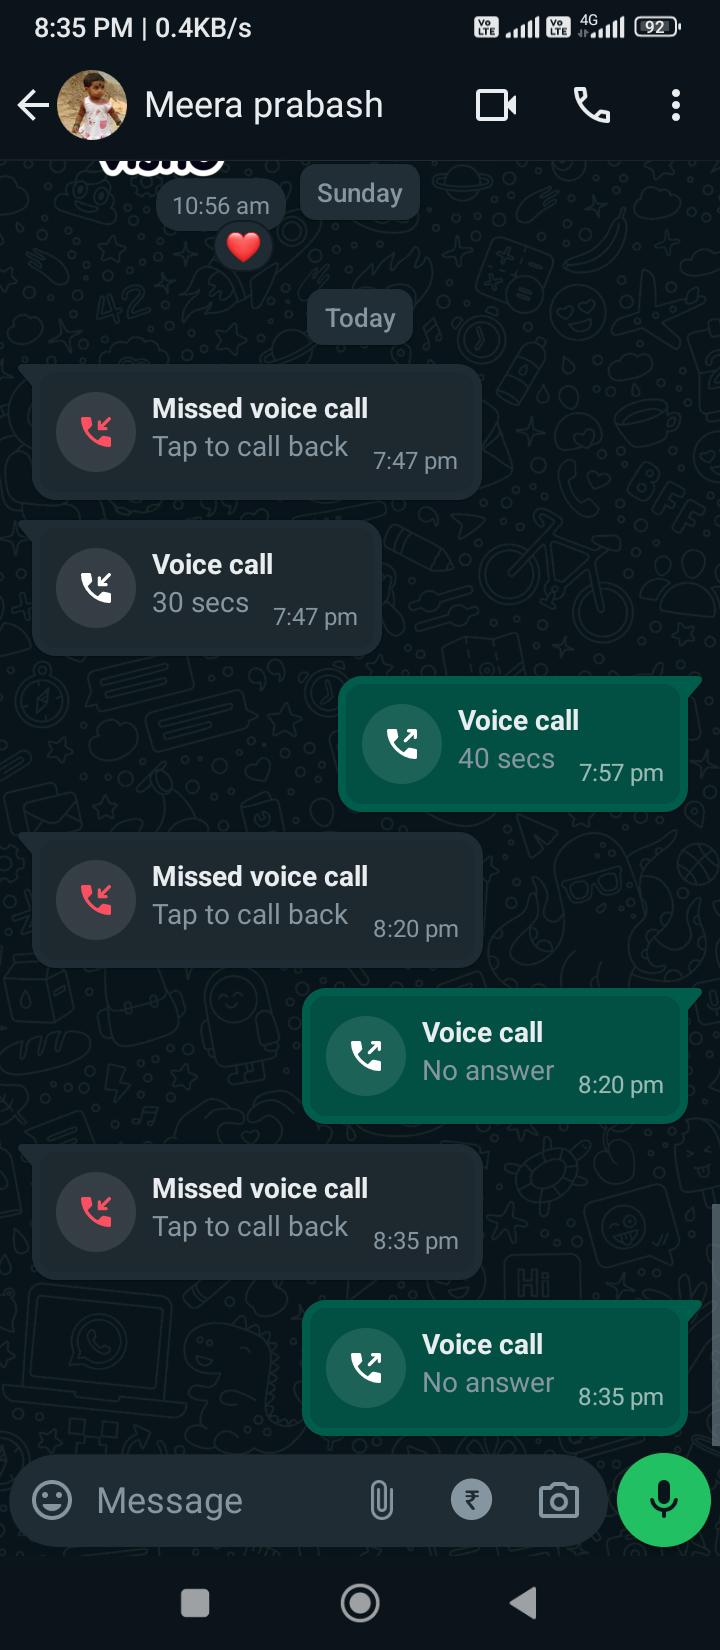 8:35 PM | 0.4KB/s
Vo LTE
Vo LTE
4G
92
Meera prabash
Sunday
10:56 am
Today
Missed voice call
Tap to call back
7:47 pm
Voice call
30 secs
7:47 pm
Voice call
40 secs
7:57 pm
Missed voice call
Tap to call back
8:20 pm
Voice call
No answer
8:20 pm
Missed voice call
Tap to call back
8:35 pm
Voice call
No answer
8:35 pm
Message
₹
42
BFF
Hi